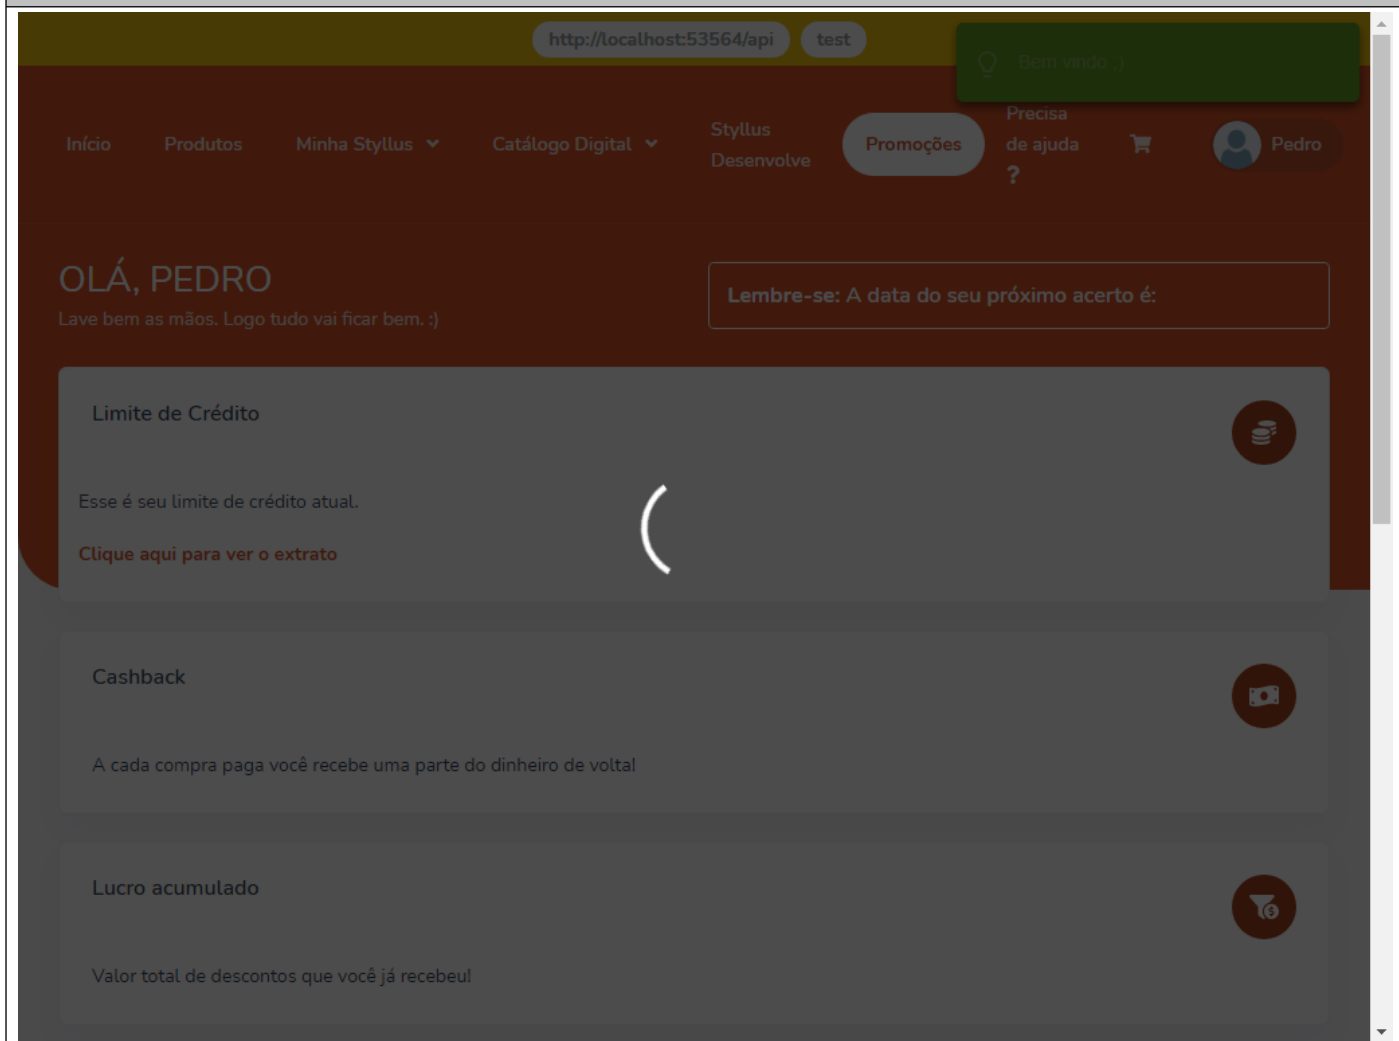 http://localhost:53564/api test
Bem vindo ;)
Início Produtos Minha Styllus Catálogo Digital Styllus Desenvolve Promoções Precisa de ajuda ? Pedro
OLÁ, PEDRO
Lave bem as mãos. Logo tudo vai ficar bem. :)
Lembre-se: A data do seu próximo acerto é:
Limite de Crédito
Esse é seu limite de crédito atual.
Clique aqui para ver o extrato
Cashback
A cada compra paga você recebe uma parte do dinheiro de volta!
Lucro acumulado
Valor total de descontos que você já recebeu!